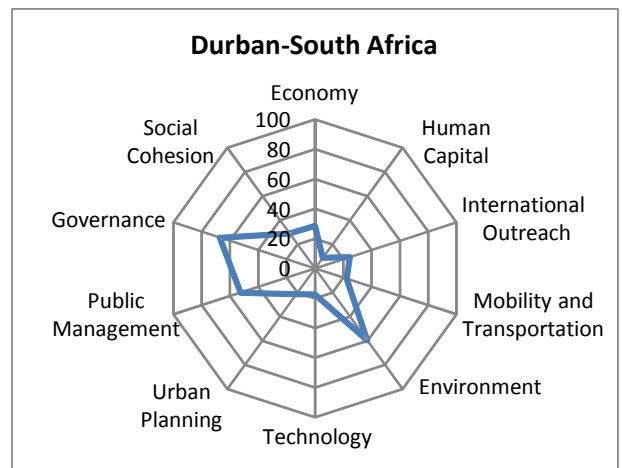 Durban-South Africa
Economy
Human
Capital
International
Outreach
Mobility and
Transportation
Environment
Technology
Urban
Planning
Public
Management
Governance
Social
Cohesion
100
80
60
40
20
0